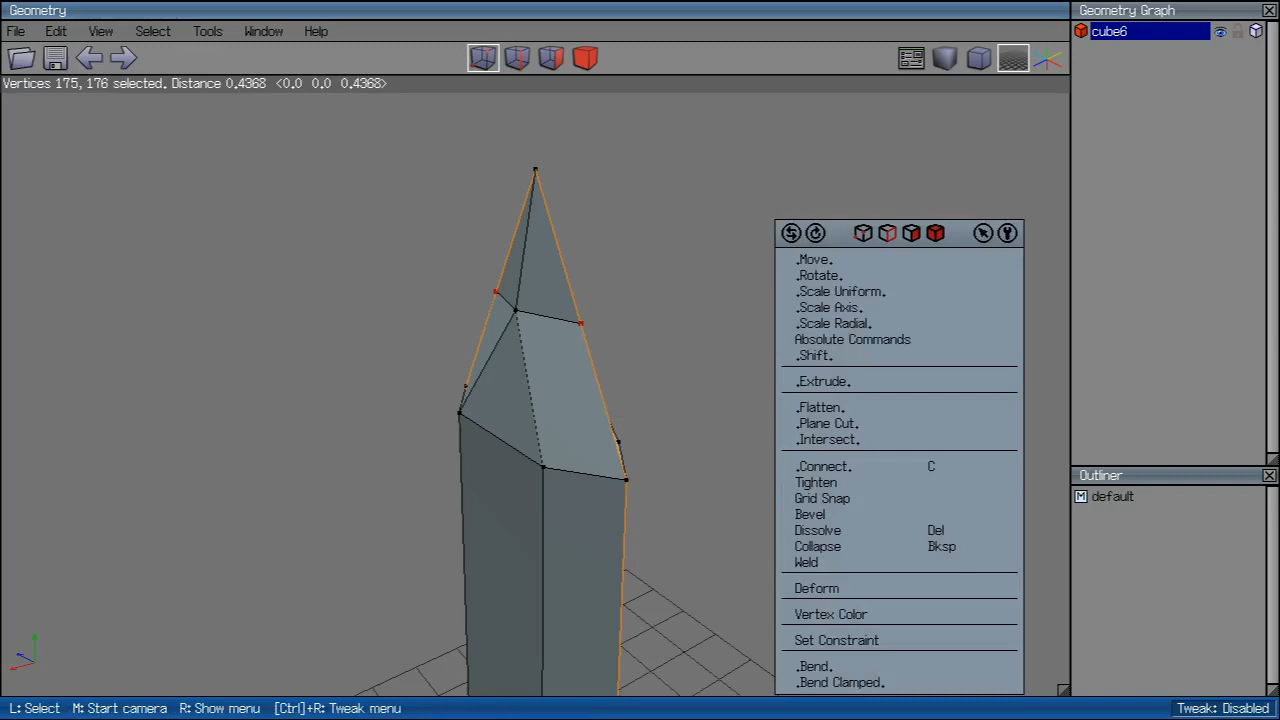 Geometry
Geometry Graph
File Edit View Select Tools Window Help
cube6
Vertices 175, 176 selected. Distance 0.4368 <0.0 0.0 0.4368>
.Move.
.Rotate.
.Scale Uniform.
.Scale Axis.
.Scale Radial.
Absolute Commands
.Shift.
.Extrude.
.Flatten.
.Plane Cut.
.Intersect.
.Connect. C
Tighten
Grid Snap
Bevel
Dissolve Del
Collapse Bksp
Weld
Deform
Vertex Color
Set Constraint
.Bend.
.Bend Clamped.
Outliner
M default
L: Select M: Start camera R: Show menu [Ctrl]+R: Tweak menu
Tweak: Disabled